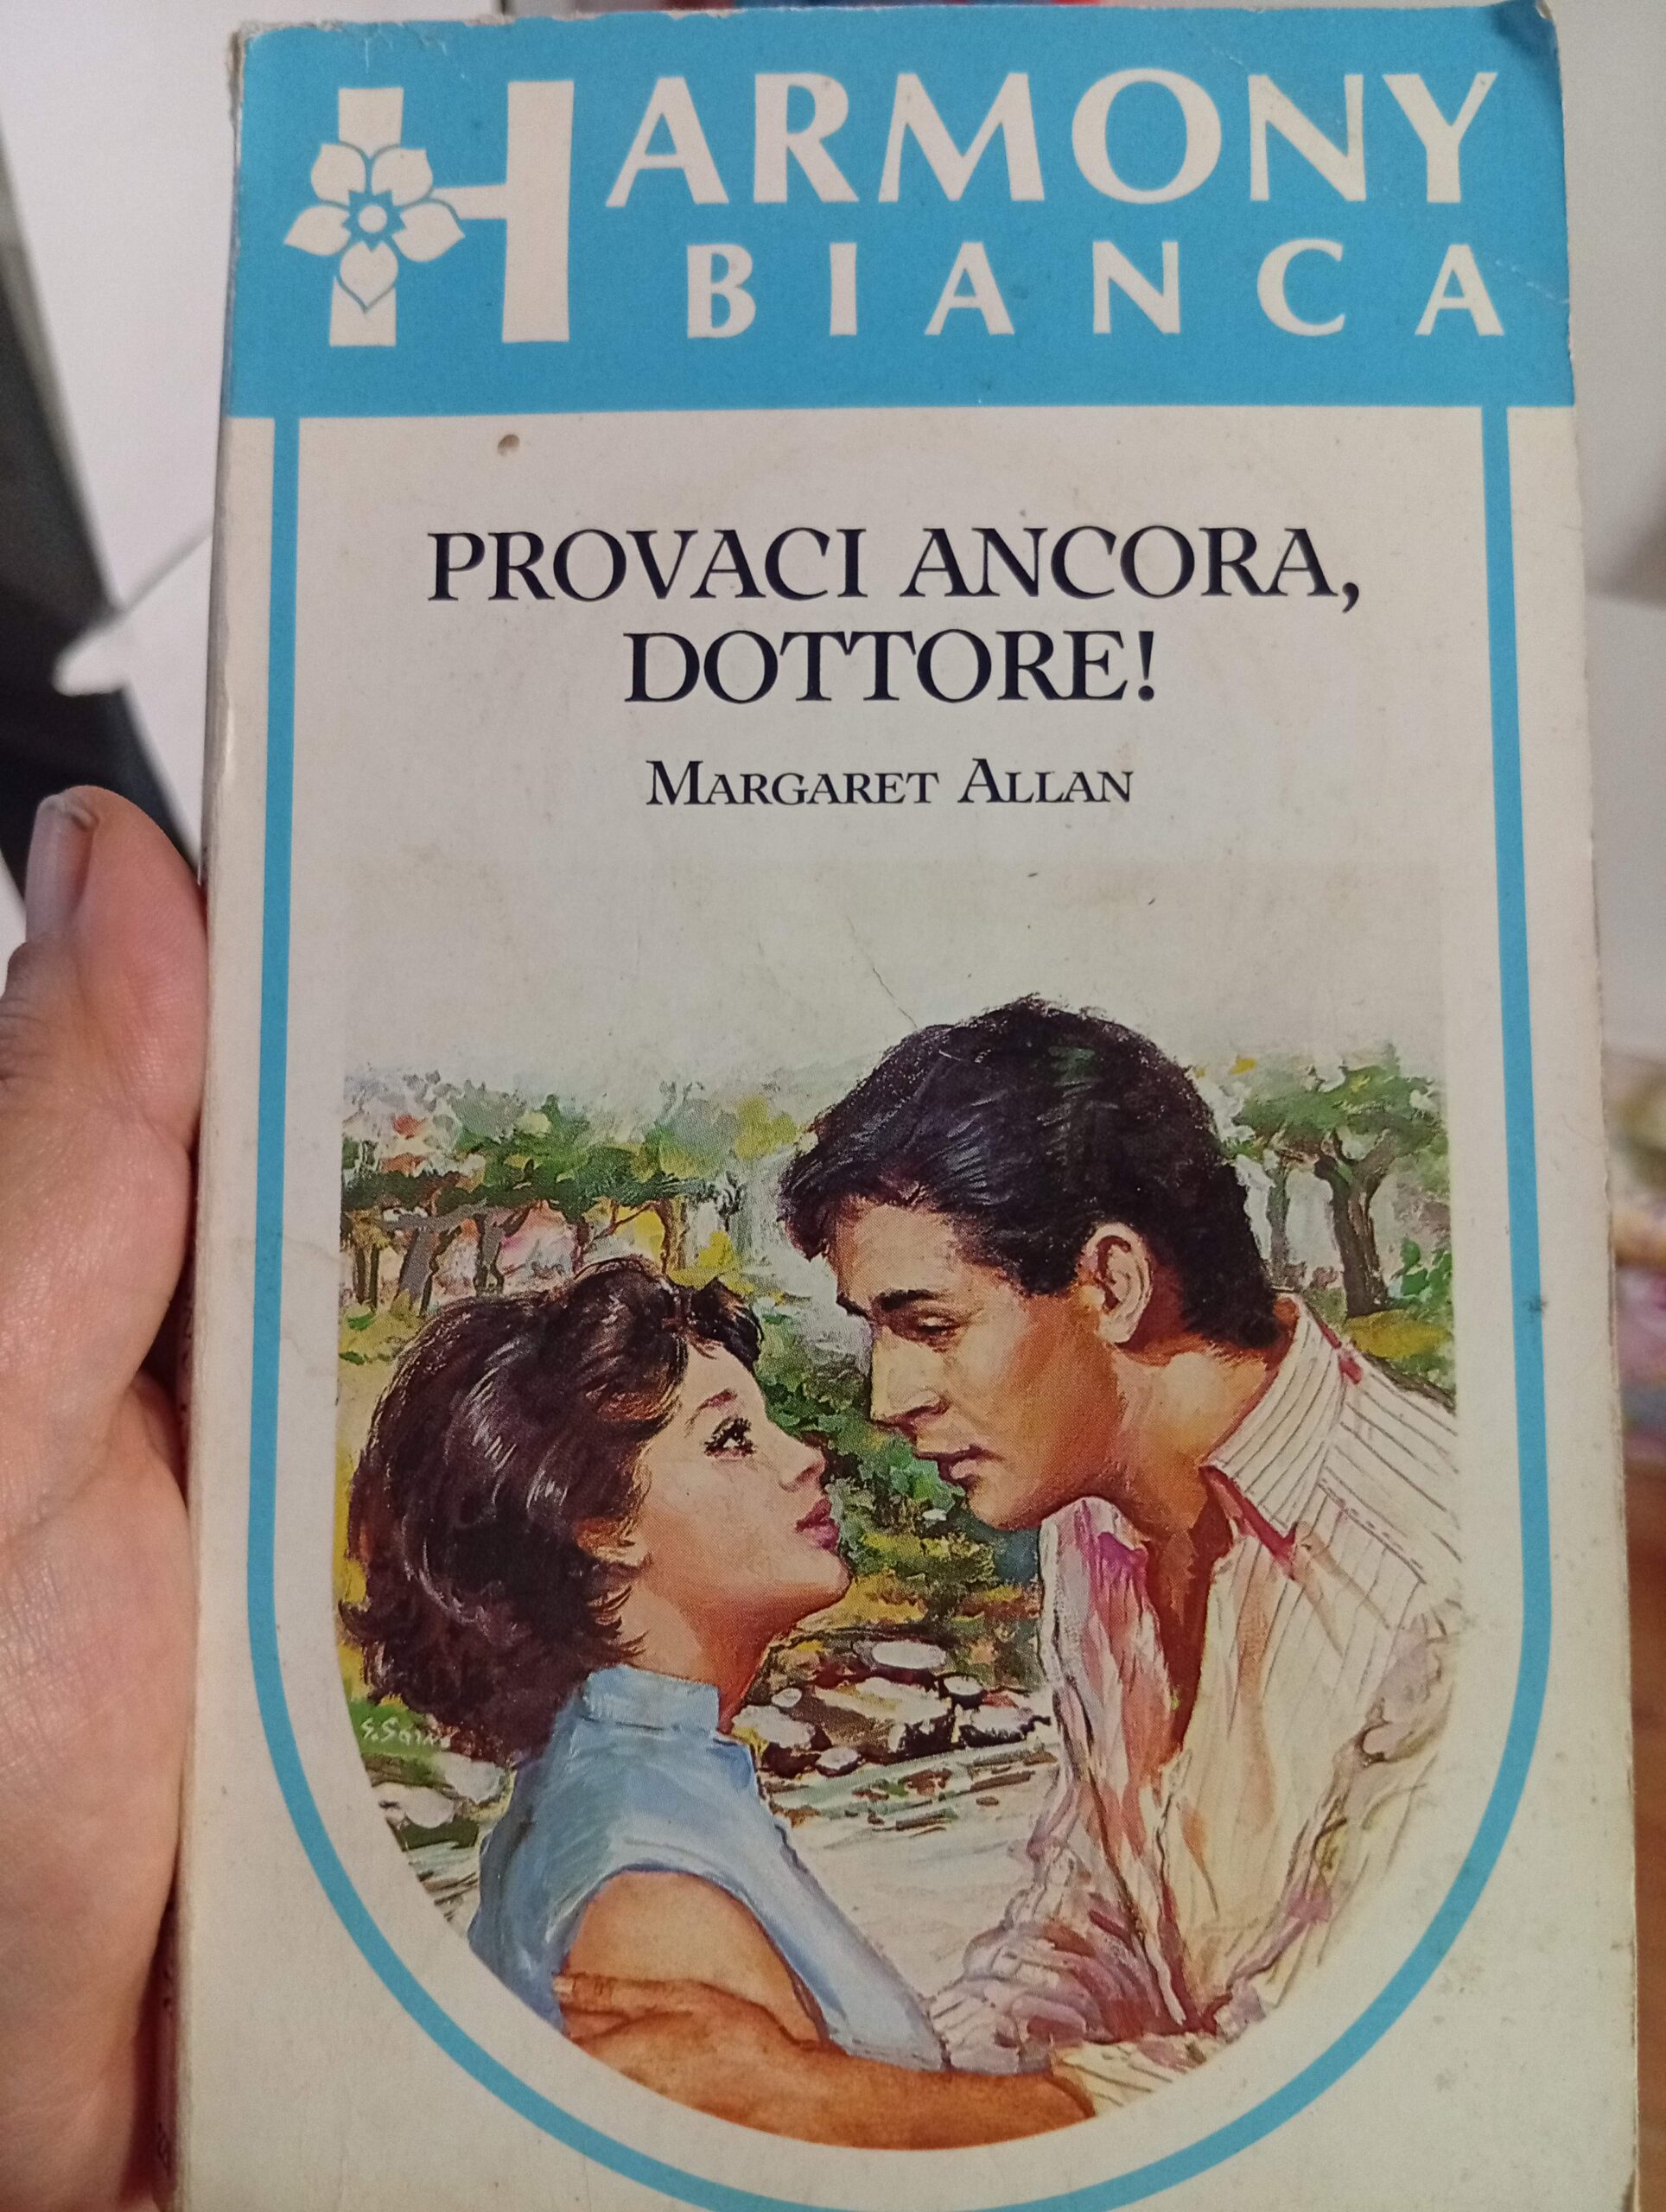 HARMONY
BIANCA
PROVACI ANCORA,
DOTTORE!
MARGARET ALLAN